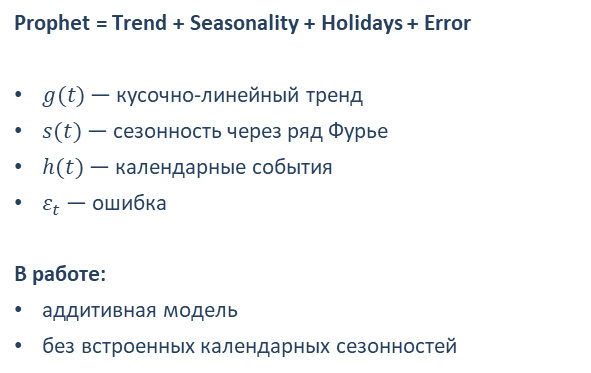 Prophet = Trend + Seasonality + Holidays + Error
• g(t) — кусочно-линейный тренд
• s(t) — сезонность через ряд Фурье
• h(t) — календарные события
• εₜ — ошибка
В работе:
• аддитивная модель
• без встроенных календарных сезонностей